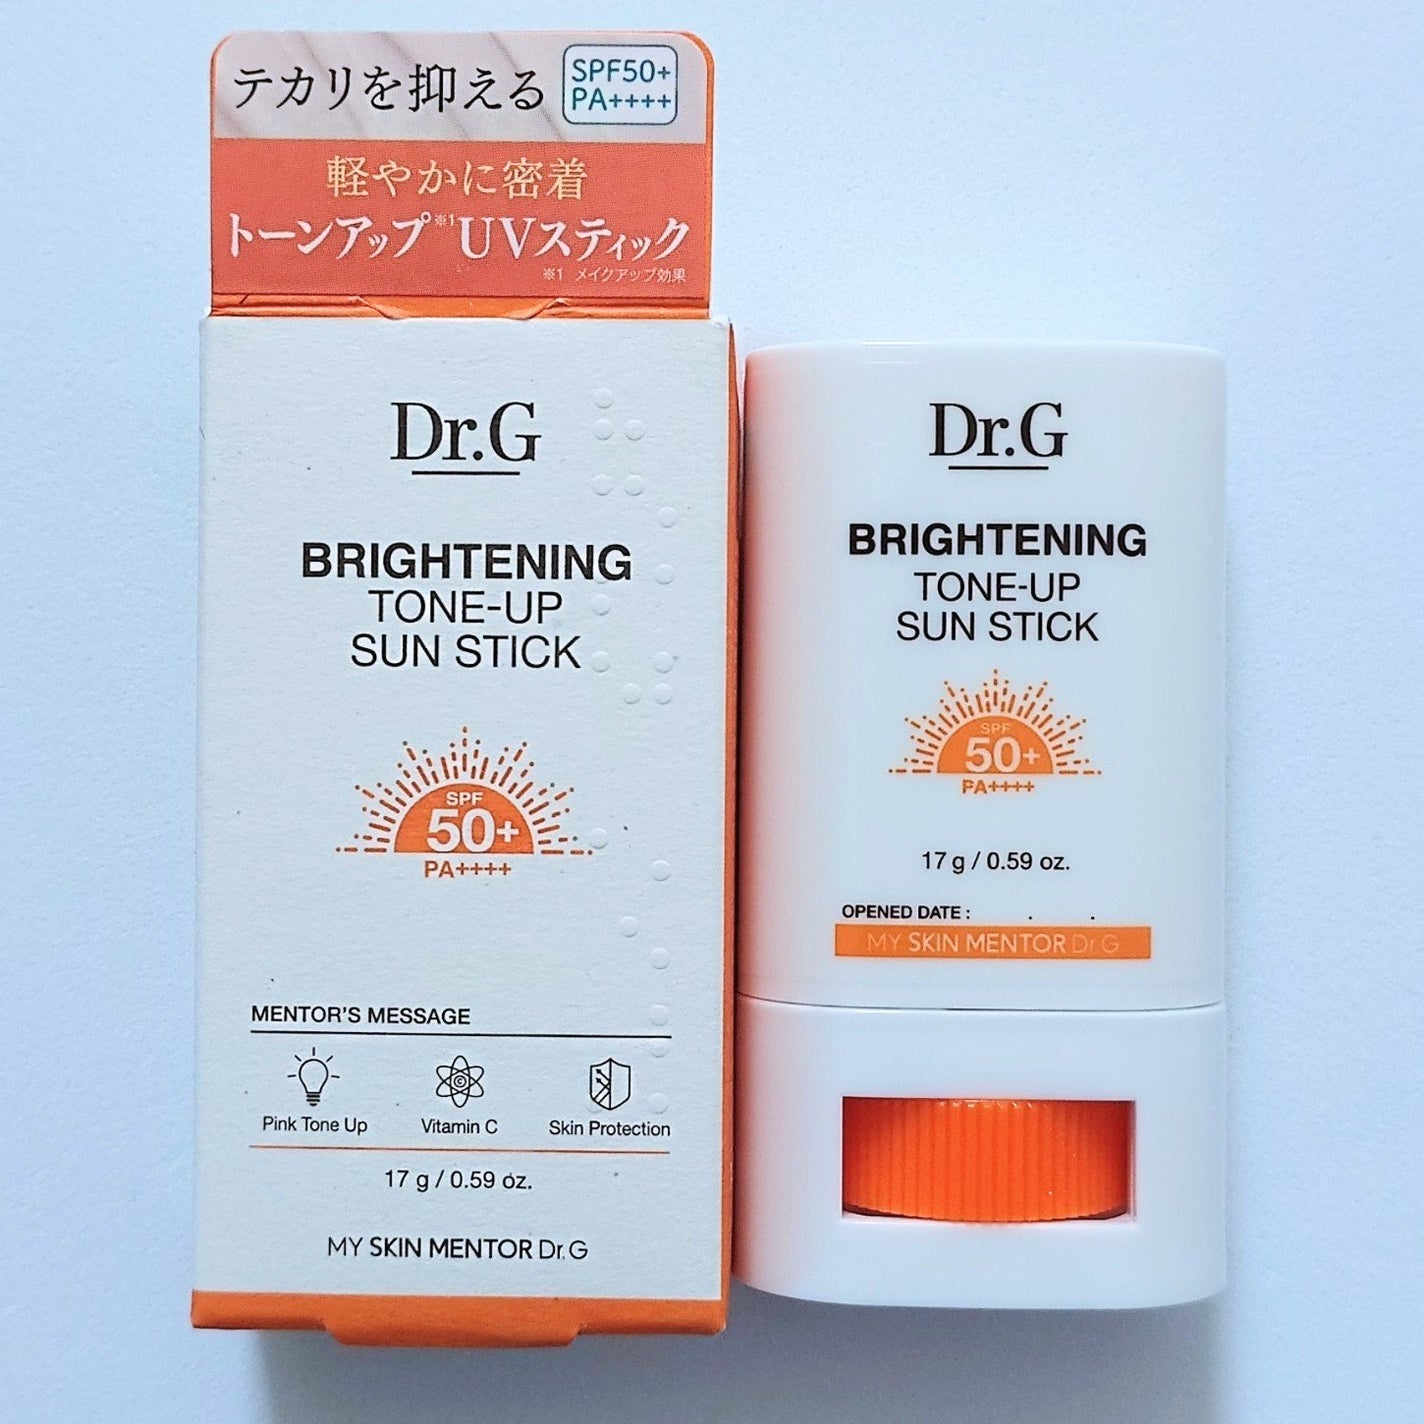 テカリを抑える
SPF50+
PA++++
軽やかに密着
トーンアップ※1UVスティック
※1 メイクアップ効果
Dr.G
BRIGHTENING
TONE-UP
SUN STICK
SPF
50+
PA++++
MENTOR'S MESSAGE
Pink Tone Up
Vitamin C
Skin Protection
17 g / 0.59 oz.
MY SKIN MENTOR Dr.G
Dr.G
BRIGHTENING
TONE-UP
SUN STICK
SPF
50+
PA++++
17 g / 0.59 oz.
OPENED DATE : . .
MY SKIN MENTOR Dr.G